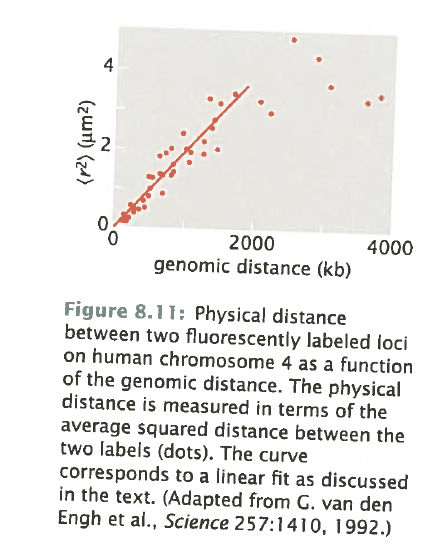 4
2
0
⟨r²⟩ (μm²)
0
2000
4000
genomic distance (kb)
Figure 8.11: Physical distance
between two fluorescently labeled loci
on human chromosome 4 as a function
of the genomic distance. The physical
distance is measured in terms of the
average squared distance between the
two labels (dots). The curve
corresponds to a linear fit as discussed
in the text. (Adapted from G. van den
Engh et al., Science 257:1410, 1992.)